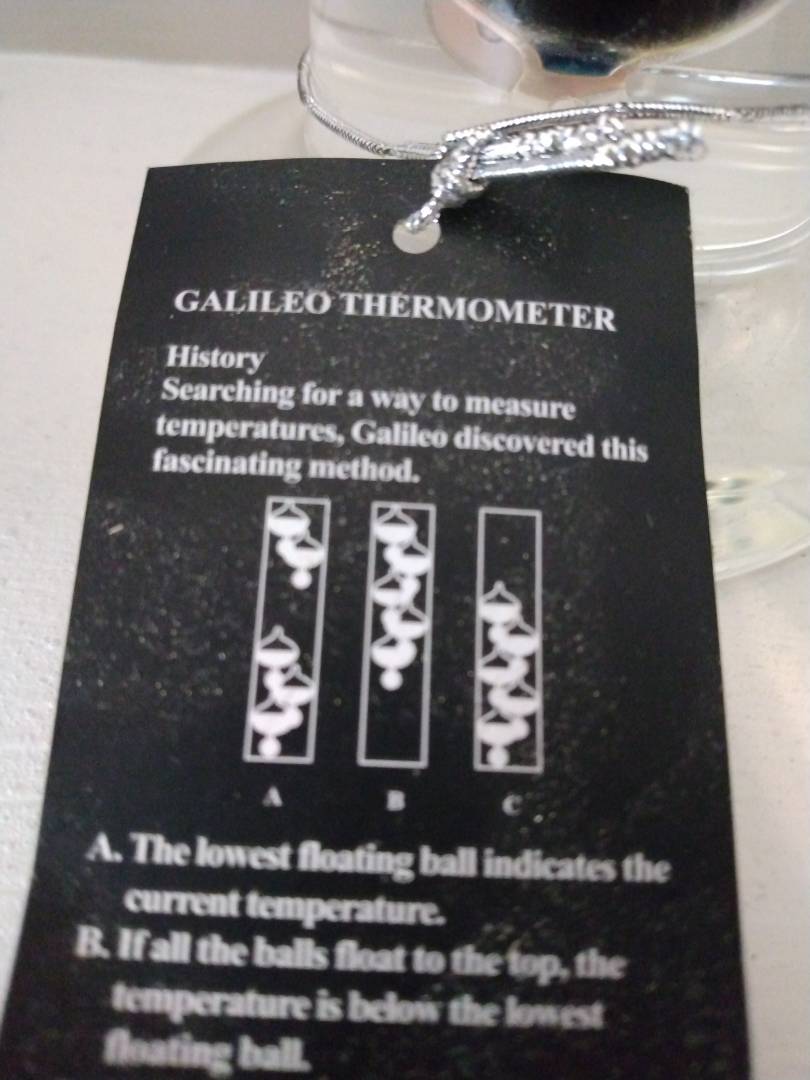 GALILEO THERMOMETER
History
Searching for a way to measure
temperatures, Galileo discovered this
fascinating method.
A B C
A. The lowest floating ball indicates the
current temperature.
B. If all the balls float to the top, the
temperature is below the lowest
floating ball.